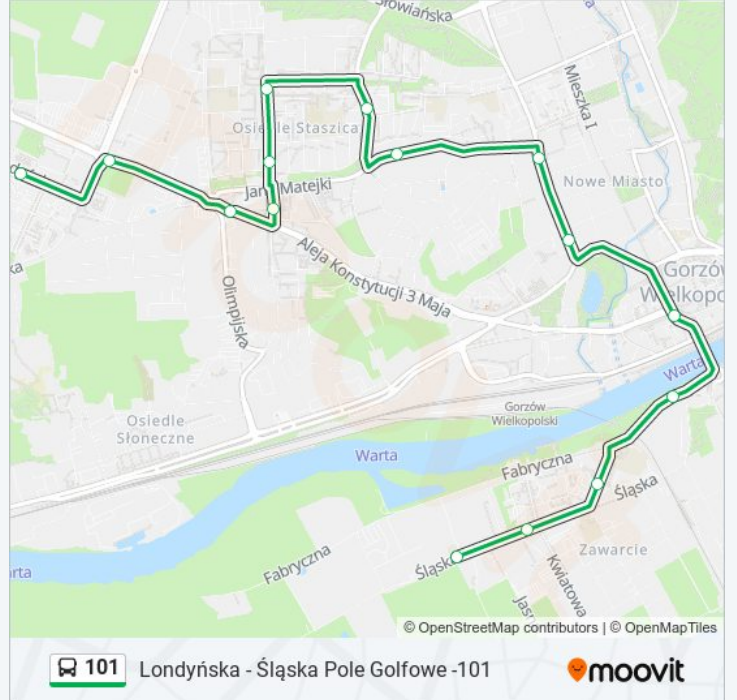 Słowiańska
Mieszka I
Osiedle Staszica
Jana Matejki
Nowe Miasto
Aleja Konstytucji 3 Maja
Gorzów
Wielkopo
Olimpijska
Warta
Osiedle
Słoneczne
Gorzów
Wielkopolski
Warta
Fabryczna
Śląska
Zawarcie
Fabryczna
Śląska
Kwiatowa
© OpenStreetMap contributors | © OpenMapTiles
101 Londyńska - Śląska Pole Golfowe -101
moovit